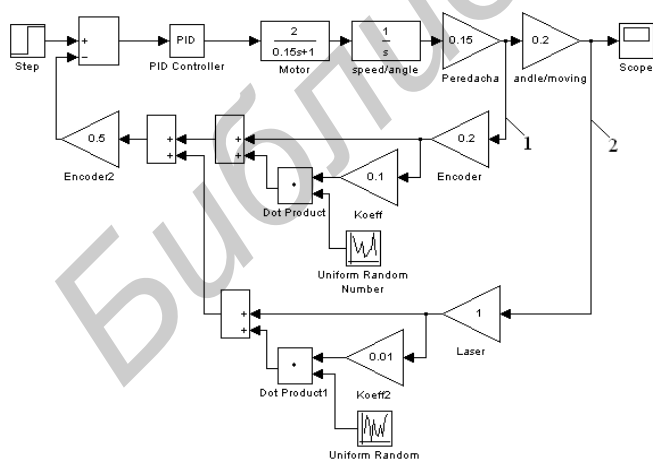 +
−
Step
PID
PID Controller
2
0.15s+1
Motor
1
s
speed/angle
0.15
Peredacha
0.2
andle/moving
Scope
1
2
0.5
Encoder2
+
+
+
+
0.2
Encoder
0.1
Koeff
Dot Product
Uniform Random
Number
+
+
1
Laser
0.01
Koeff2
Dot Product1
Uniform Random